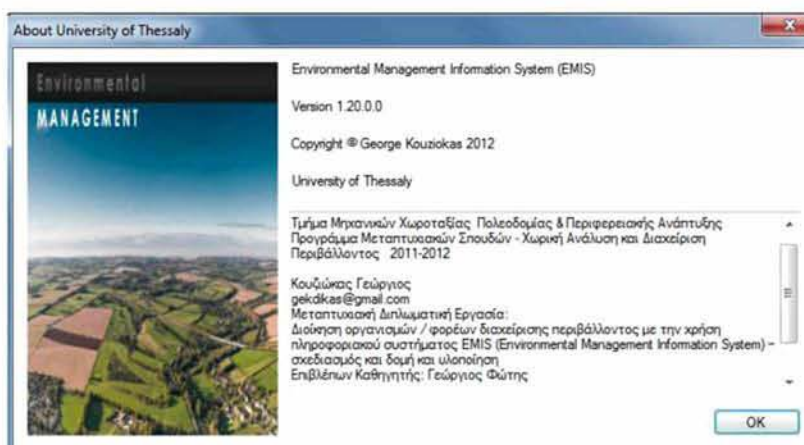 About University of Thessaly
Environmental
MANAGEMENT
Environmental Management Information System (EMIS)
Version 1.20.0.0
Copyright © George Kouziokas 2012
University of Thessaly
Τμήμα Μηχανικών Χωροταξίας Πολεοδομίας & Περιφερειακής Ανάπτυξης
Προγράμμα Μεταπτυχιακών Σπουδών - Χωρική Ανάλυση και Διαχείριση
Περιβάλλοντος 2011-2012
Κουζιώκας Γεώργιος
gekdikas@gmail.com
Μεταπτυχιακή Διπλωματική Εργασία:
Διοίκηση οργανισμών / φορέων διαχείρισης περιβάλλοντος με την χρήση
πληροφοριακού συστήματος EMIS (Environmental Management Information System) –
σχεδιασμός και δομή και υλοποίηση
Επιβλέπων Καθηγητής: Γεώργιος Φώτης
OK